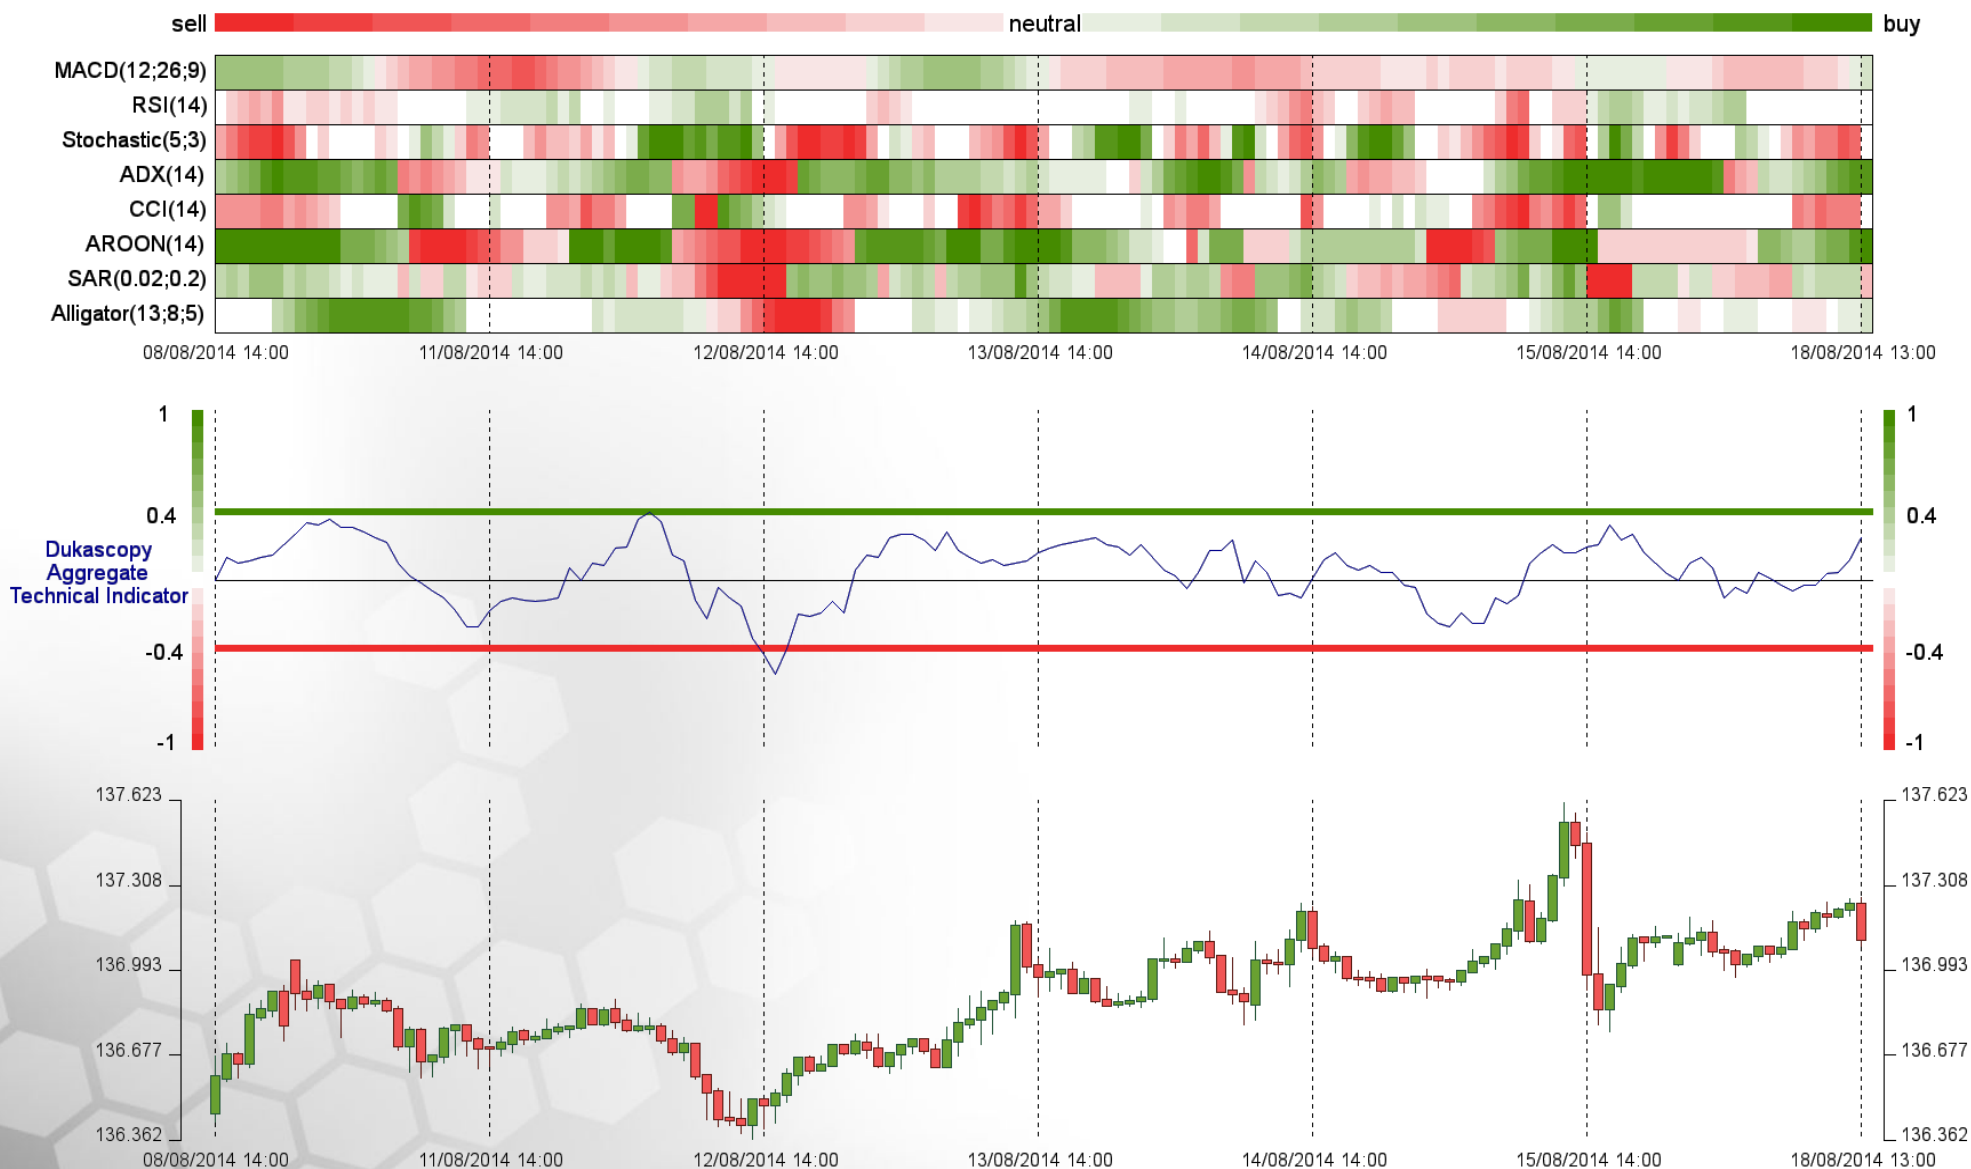 sell neutral buy
MACD(12;26;9)
RSI(14)
Stochastic(5;3)
ADX(14)
CCI(14)
AROON(14)
SAR(0.02;0.2)
Alligator(13;8;5)
08/08/2014 14:00 11/08/2014 14:00 12/08/2014 14:00 13/08/2014 14:00 14/08/2014 14:00 15/08/2014 14:00 18/08/2014 13:00
1 1
0.4 0.4
Dukascopy
Aggregate
Technical Indicator
-0.4 -0.4
-1 -1
137.623 137.623
137.308 137.308
136.993 136.993
136.677 136.677
136.362 136.362
08/08/2014 14:00 11/08/2014 14:00 12/08/2014 14:00 13/08/2014 14:00 14/08/2014 14:00 15/08/2014 14:00 18/08/2014 13:00